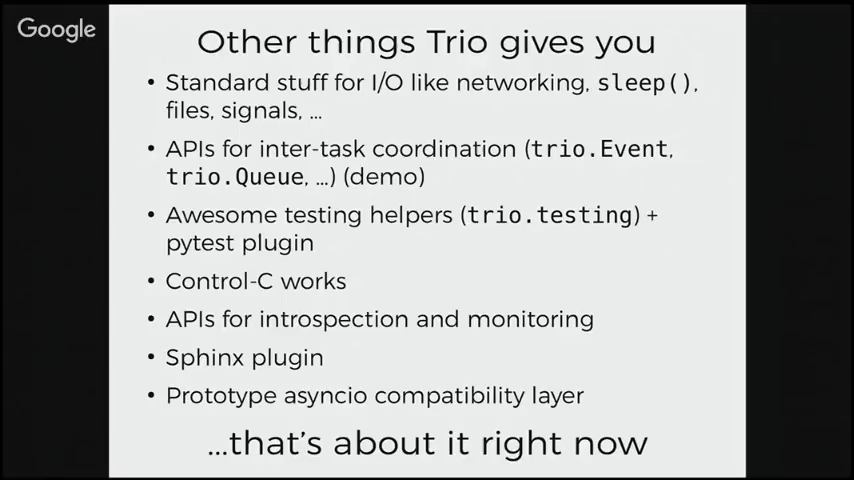 Google
Other things Trio gives you
• Standard stuff for I/O like networking, sleep(),
files, signals, ...
• APIs for inter-task coordination (trio.Event,
trio.Queue, ...) (demo)
• Awesome testing helpers (trio.testing) +
pytest plugin
• Control-C works
• APIs for introspection and monitoring
• Sphinx plugin
• Prototype asyncio compatibility layer
...that's about it right now